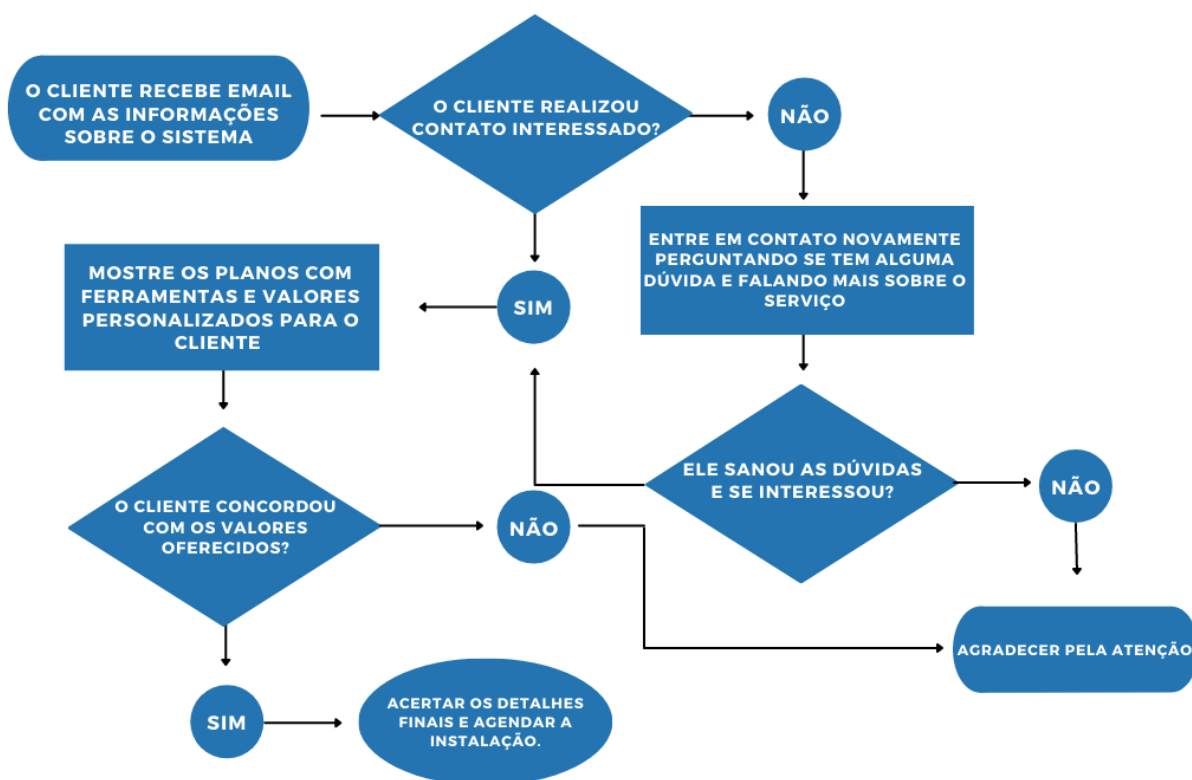 O CLIENTE RECEBE EMAIL
COM AS INFORMAÇÕES
SOBRE O SISTEMA
O CLIENTE REALIZOU
CONTATO INTERESSADO?
NÃO
ENTRE EM CONTATO NOVAMENTE
PERGUNTANDO SE TEM ALGUMA
DÚVIDA E FALANDO MAIS SOBRE O
SERVIÇO
SIM
MOSTRE OS PLANOS COM
FERRAMENTAS E VALORES
PERSONALIZADOS PARA O
CLIENTE
ELE SANOU AS DÚVIDAS
E SE INTERESSOU?
NÃO
O CLIENTE CONCORDOU
COM OS VALORES
OFERECIDOS?
NÃO
AGRADECER PELA ATENÇÃO
SIM
ACERTAR OS DETALHES
FINAIS E AGENDAR A
INSTALAÇÃO.